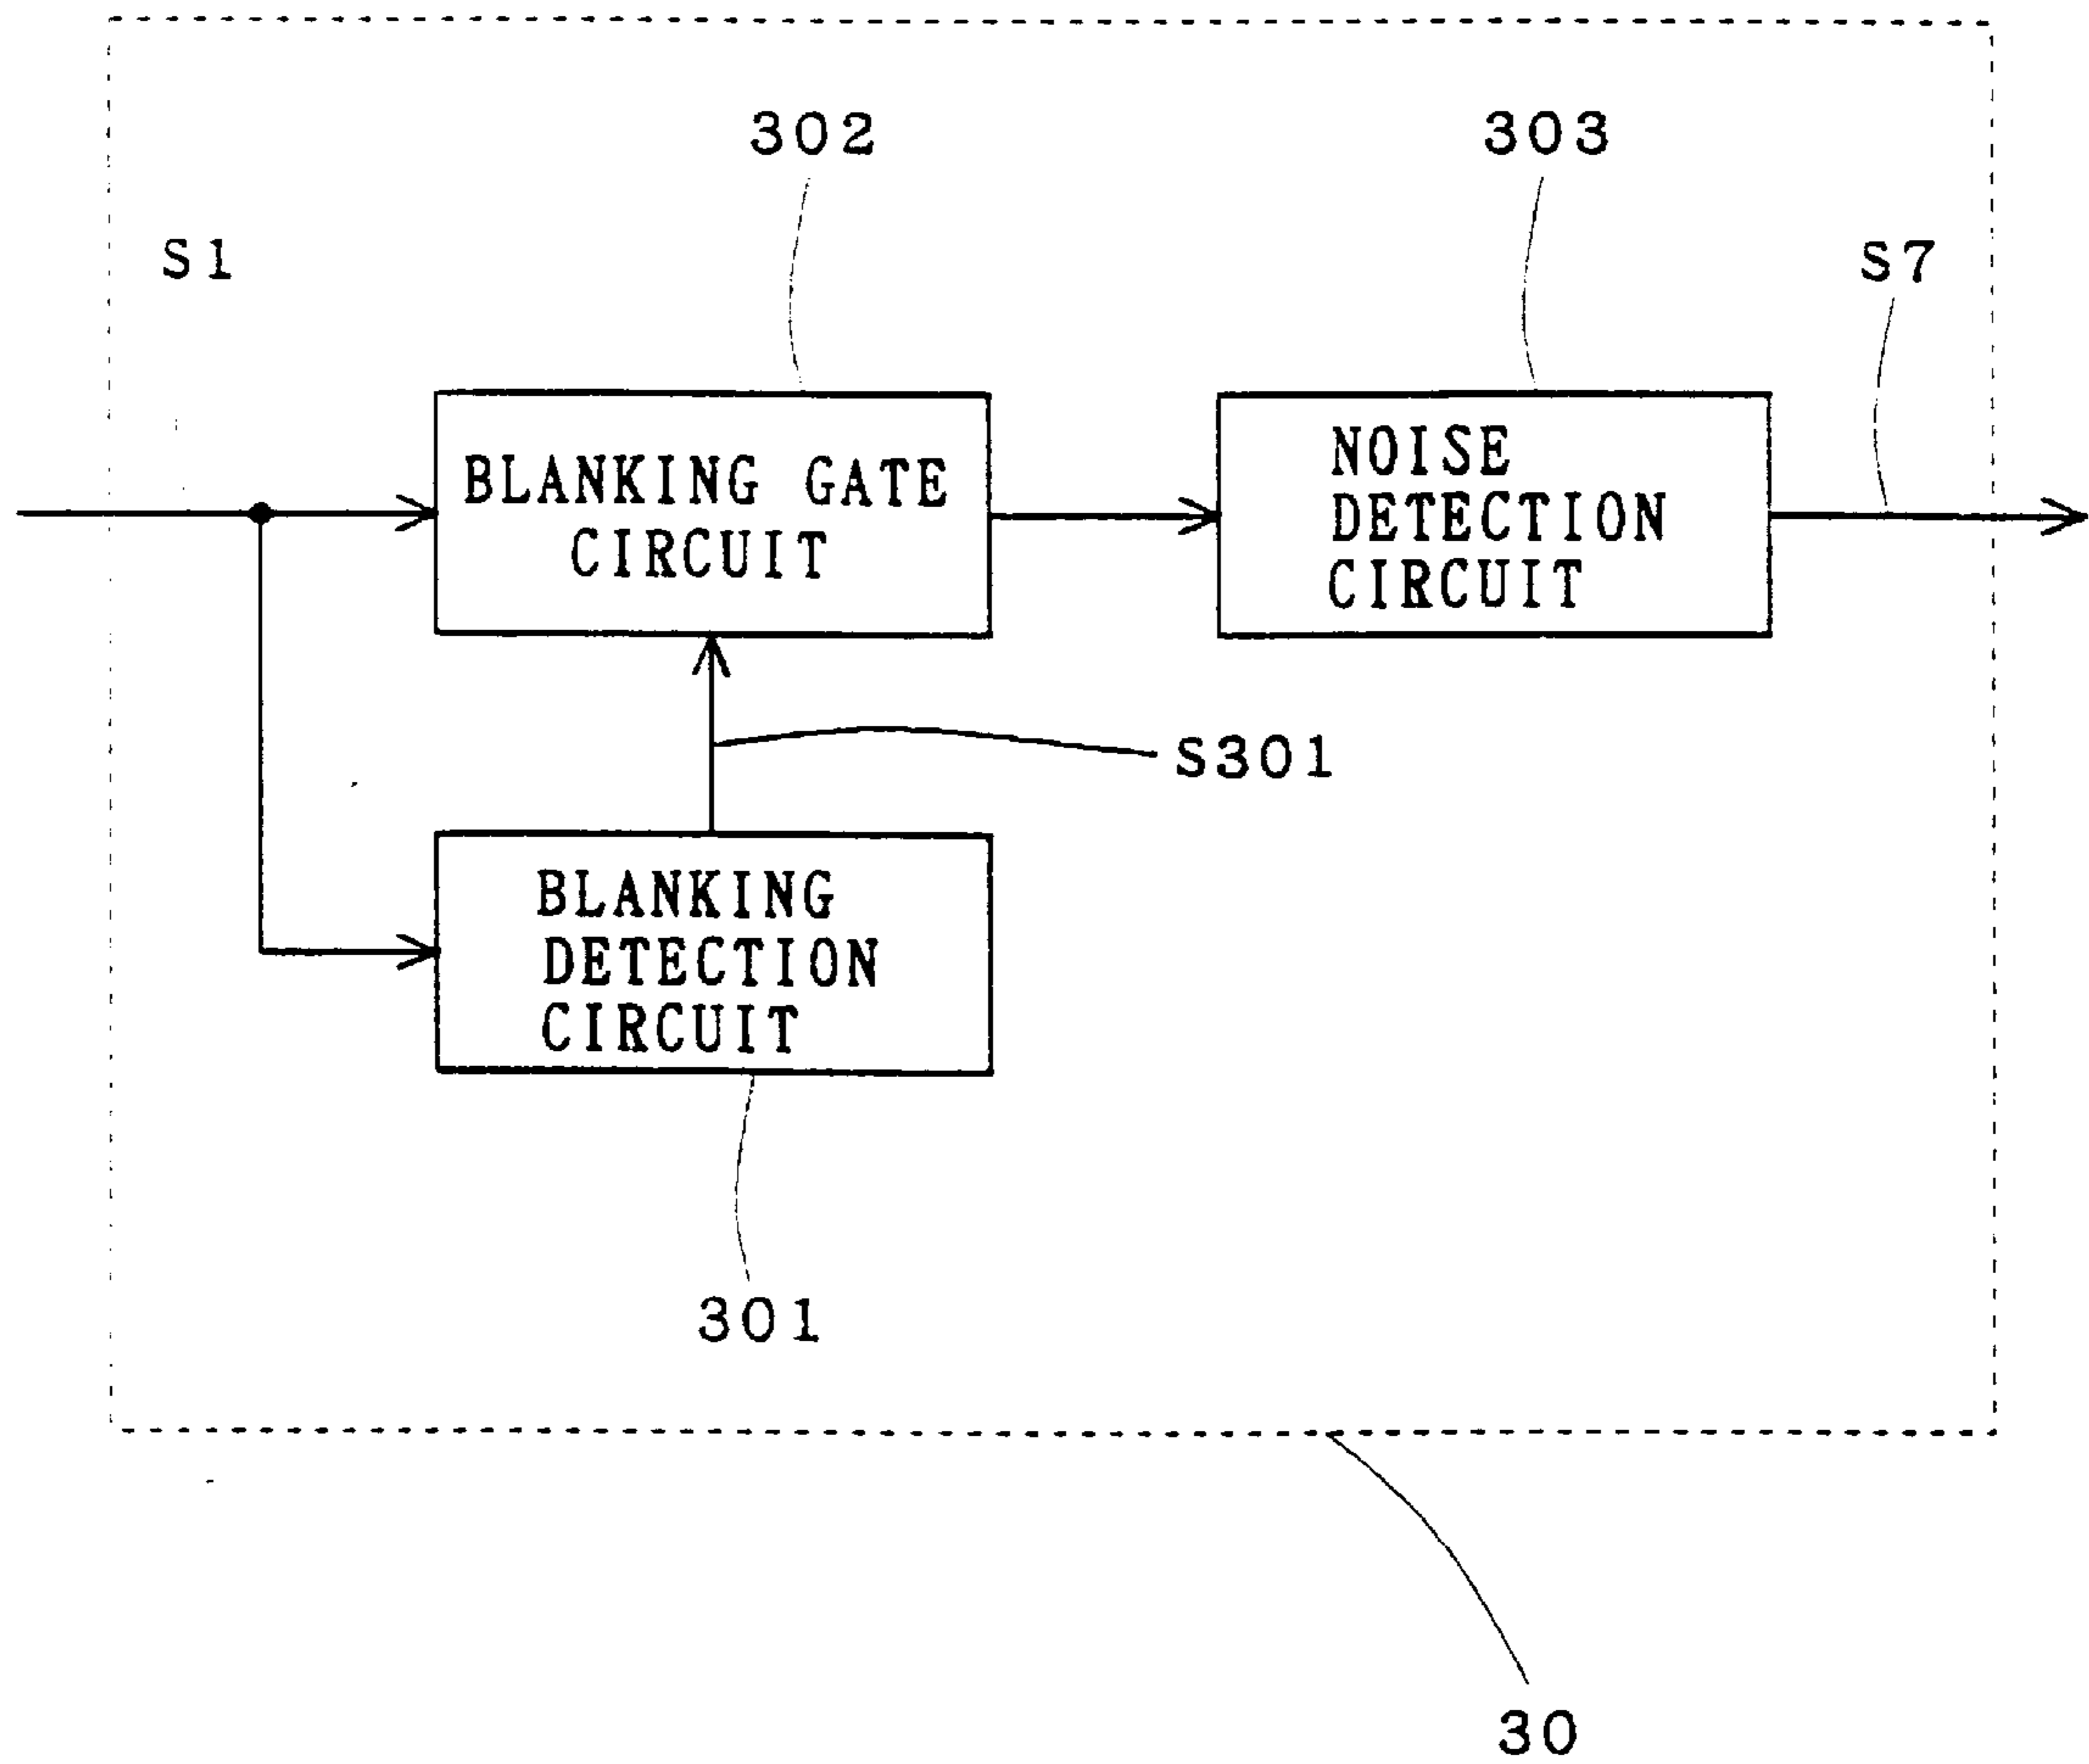 302
303
S1
S7
BLANKING GATE
CIRCUIT
NOISE
DETECTION
CIRCUIT
S301
BLANKING
DETECTION
CIRCUIT
301
30